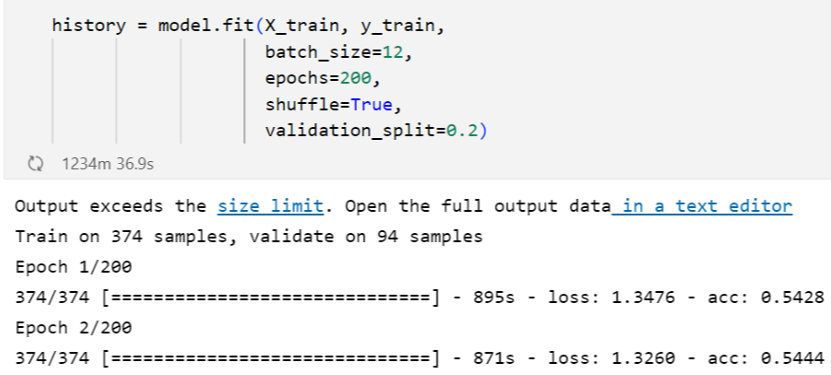 history = model.fit(X_train, y_train,
batch_size=12,
epochs=200,
shuffle=True,
validation_split=0.2)
1234m 36.9s
Output exceeds the size limit. Open the full output data in a text editor
Train on 374 samples, validate on 94 samples
Epoch 1/200
374/374 [==============================] - 895s - loss: 1.3476 - acc: 0.5428
Epoch 2/200
374/374 [==============================] - 871s - loss: 1.3260 - acc: 0.5444